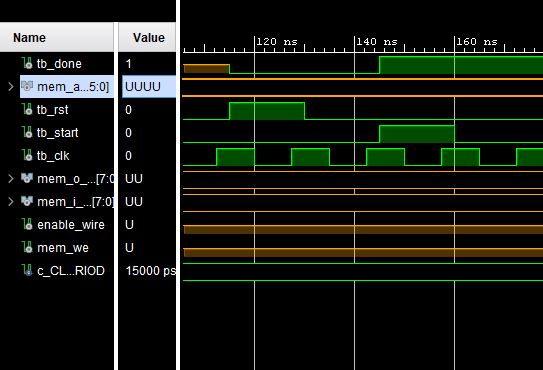 Name Value
120 ns 140 ns 160 ns
tb_done 1
mem_a...5:0] UUUU
tb_rst 0
tb_start 0
tb_clk 0
mem_o_...[7:0 UU
mem_i_...[7:0] UU
enable_wire U
mem_we U
c_CL...RIOD 15000 ps